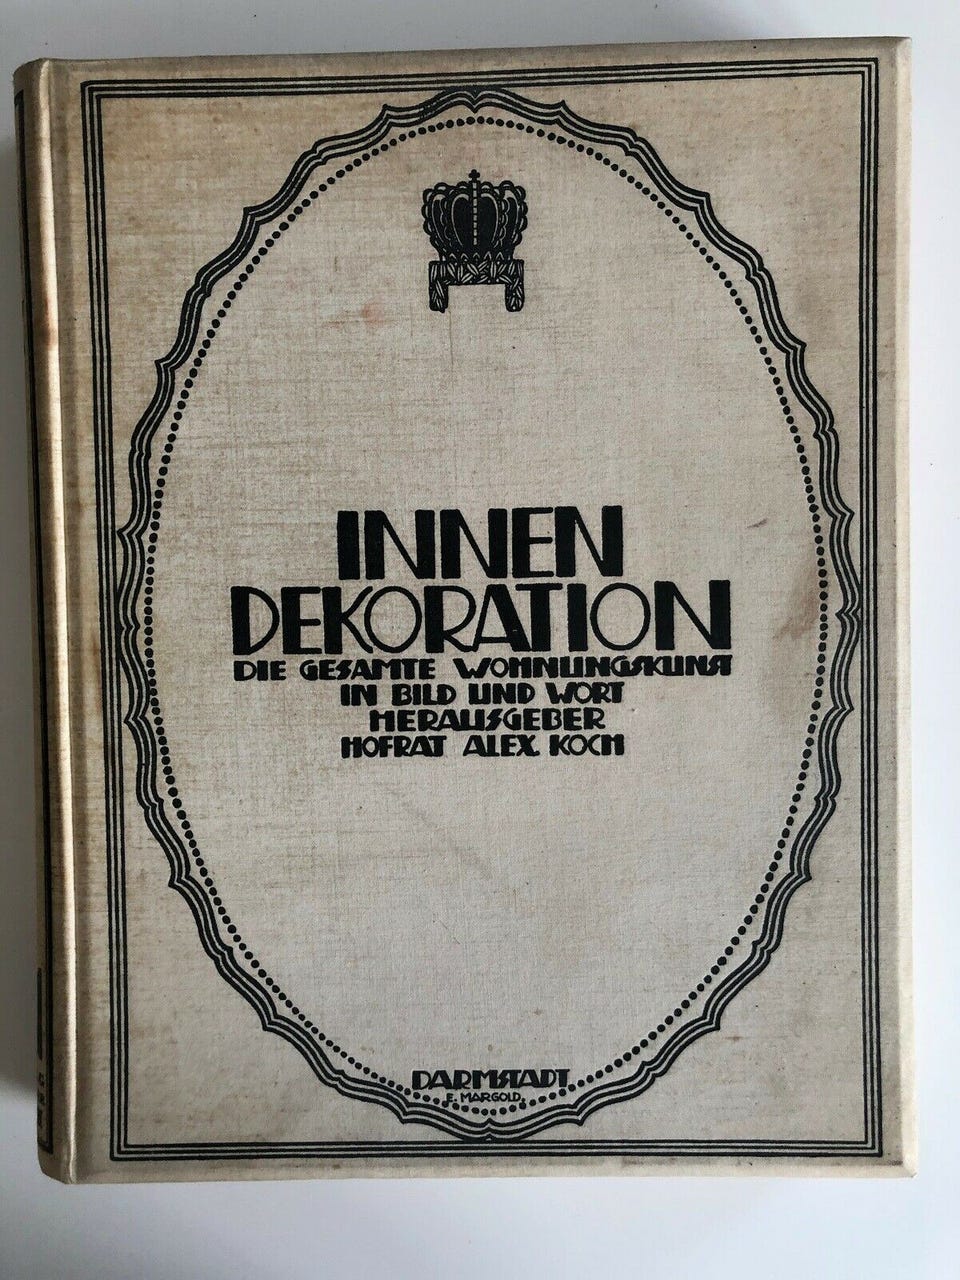 INNEN
DEKORATION
DIE GESAMTE WOHNUNGSKUNST
IN BILD UND WORT
HERAUSGEBER
HOFRAT ALEX. KOCH
DARMSTADT
E. MARGOLD.